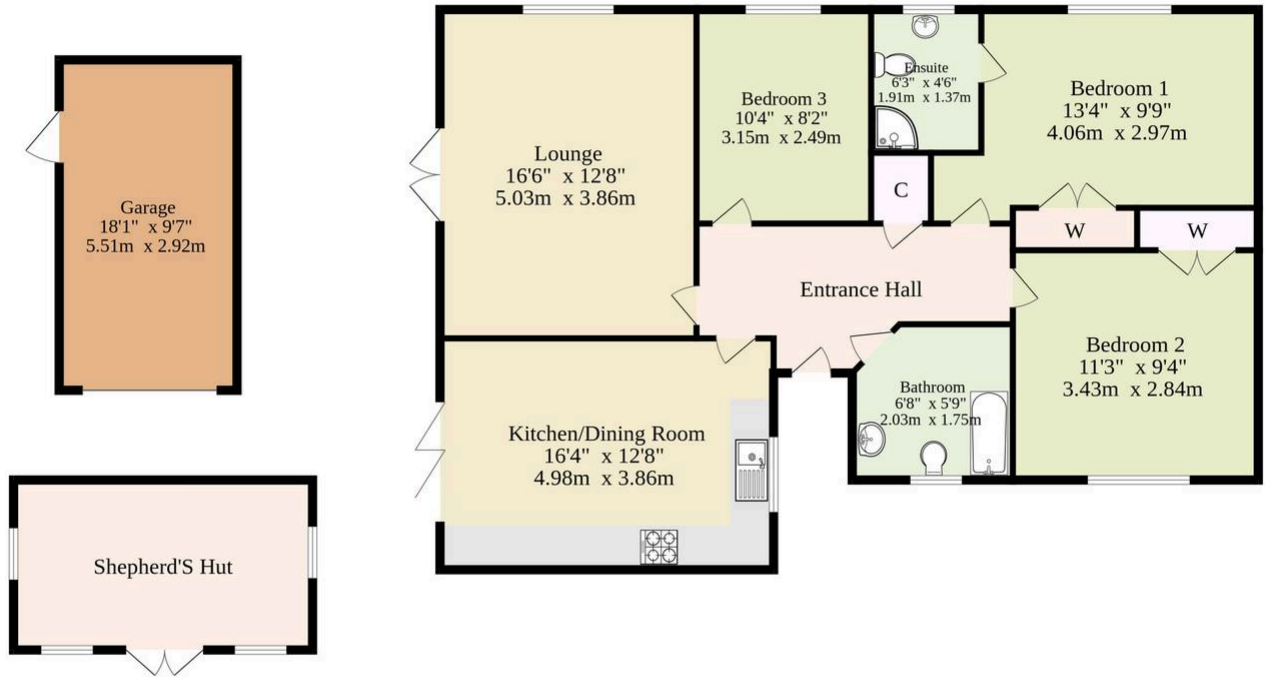 Garage
18'1" x 9'7"
5.51m x 2.92m
Shepherd'S Hut
Lounge
16'6" x 12'8"
5.03m x 3.86m
Bedroom 3
10'4" x 8'2"
3.15m x 2.49m
Ensuite
6'3" x 4'6"
1.91m x 1.37m
Bedroom 1
13'4" x 9'9"
4.06m x 2.97m
C
W
W
Entrance Hall
Kitchen/Dining Room
16'4" x 12'8"
4.98m x 3.86m
Bathroom
6'8" x 5'9"
2.03m x 1.75m
Bedroom 2
11'3" x 9'4"
3.43m x 2.84m